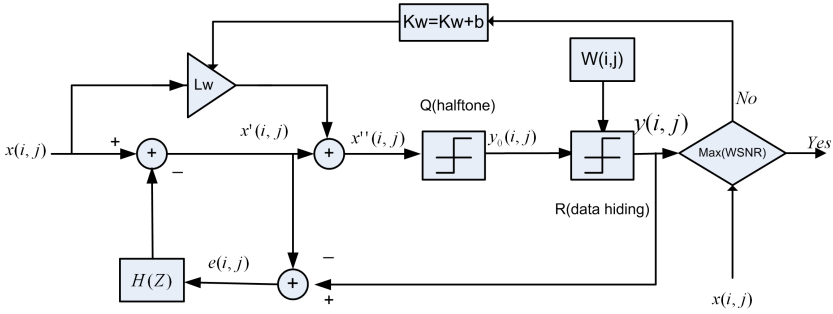 Kw=Kw+b
W(i,j)
Lw
Q(halftone)
No
x(i, j)
+
+
−
x'(i, j)
+
x''(i, j)
y₀(i, j)
y(i, j)
Max(WSNR)
Yes
R(data hiding)
H(Z)
e(i, j)
+
−
+
x(i, j)